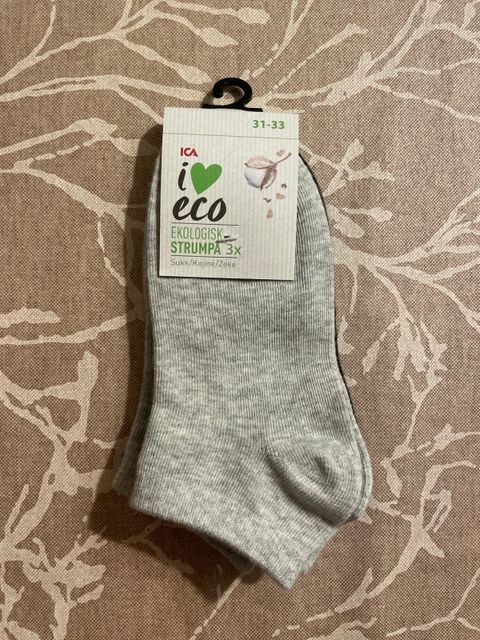 31-33
ICA
i
eco
EKOLOGISK
STRUMPA 3x
Sukk/Kojinė/Zeķe